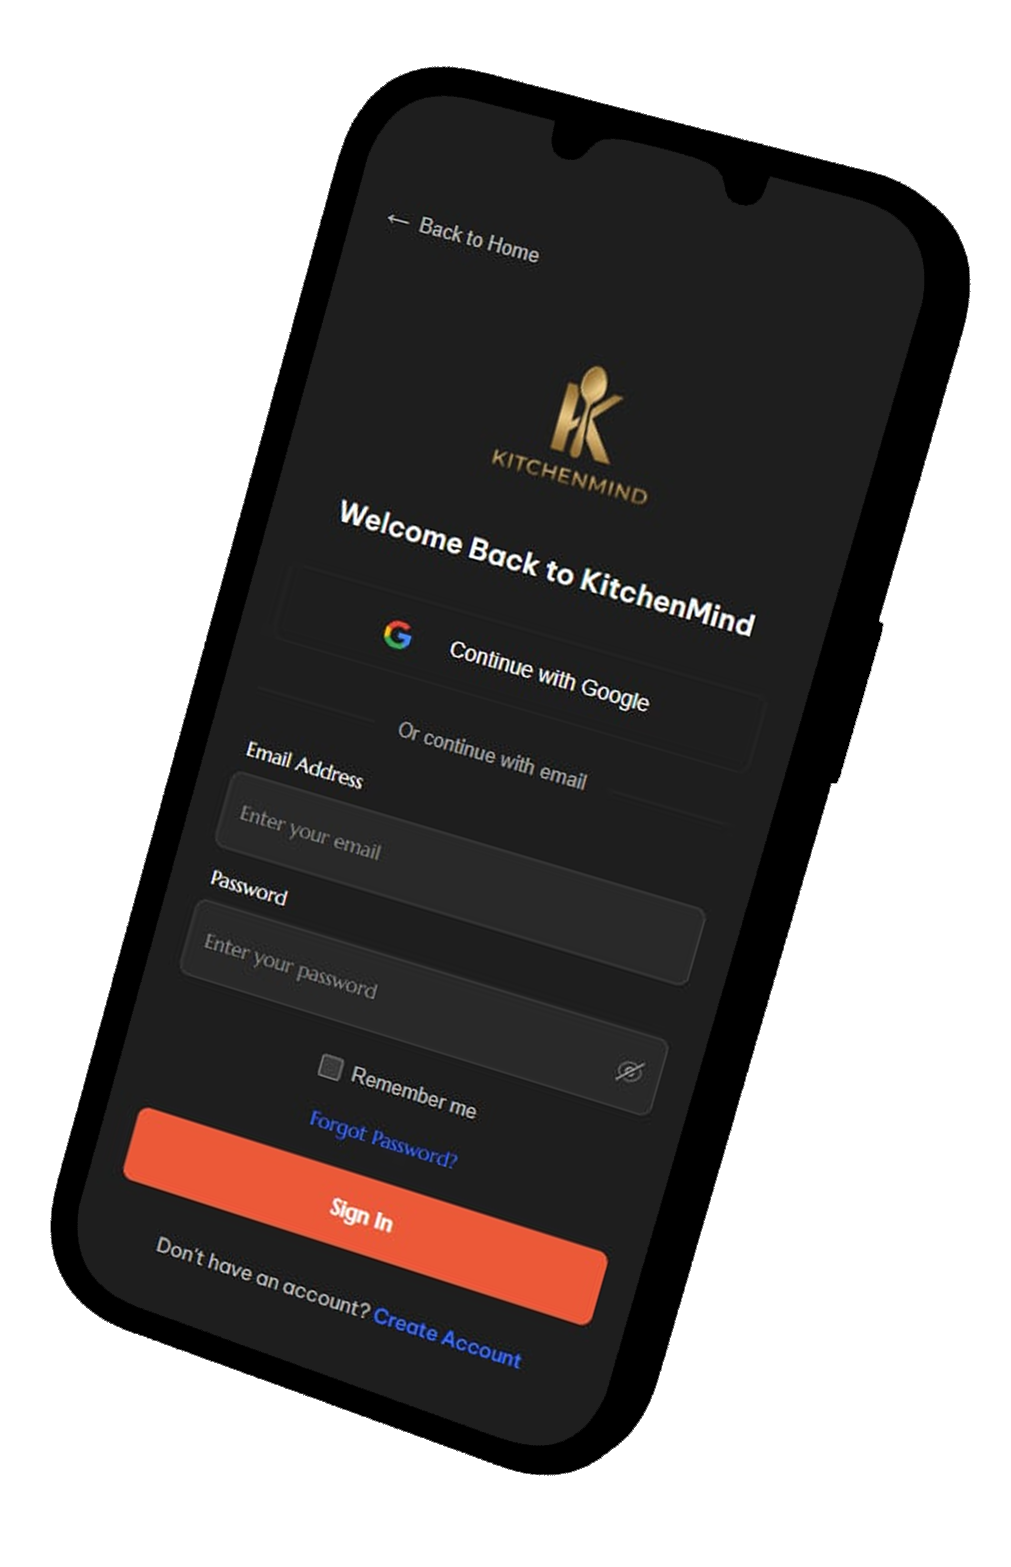 ← Back to Home
KITCHENMIND
Welcome Back to KitchenMind
Continue with Google
Or continue with email
Email Address
Enter your email
Password
Enter your password
Remember me
Forgot Password?
Sign In
Don't have an account? Create Account